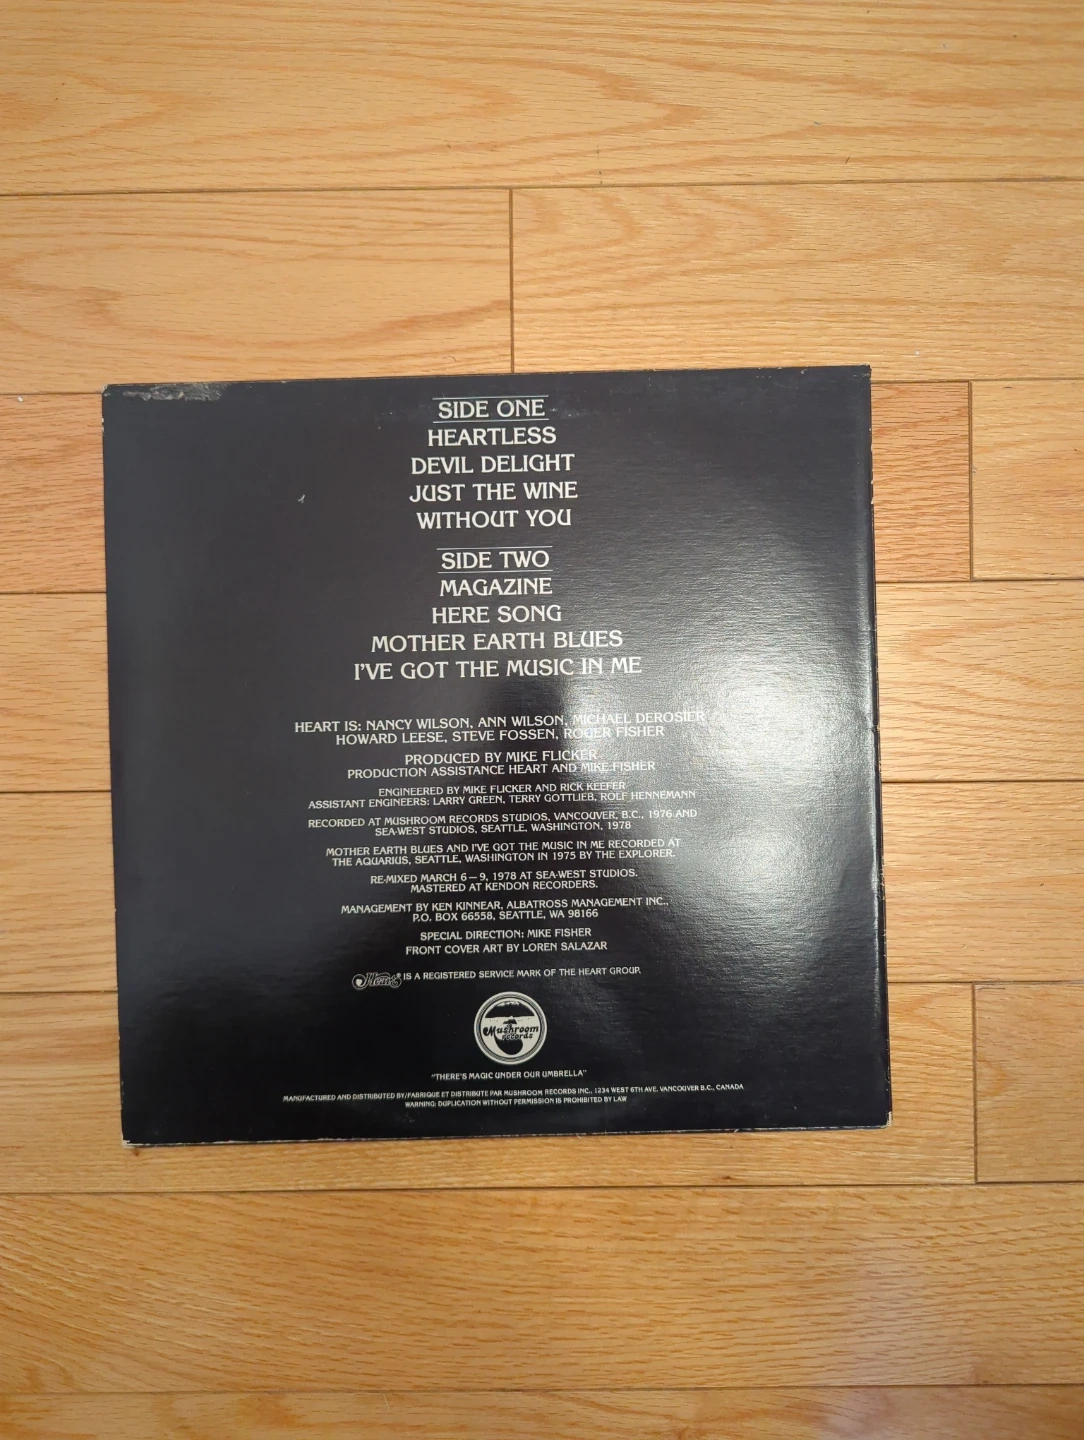 SIDE ONE
HEARTLESS
DEVIL DELIGHT
JUST THE WINE
WITHOUT YOU
SIDE TWO
MAGAZINE
HERE SONG
MOTHER EARTH BLUES
I'VE GOT THE MUSIC IN ME
HEART IS: NANCY WILSON, ANN WILSON, MICHAEL DEROSIER
HOWARD LEESE, STEVE FOSSEN, ROGER FISHER
PRODUCED BY MIKE FLICKER
PRODUCTION ASSISTANCE HEART AND MIKE FISHER
ENGINEERED BY MIKE FLICKER AND RICK KEEFER
ASSISTANT ENGINEERS: LARRY GREEN, TERRY GOTTLIEB, ROLF HENNEMANN
RECORDED AT MUSHROOM RECORDS STUDIOS, VANCOUVER, B.C., 1976 AND
SEA-WEST STUDIOS, SEATTLE, WASHINGTON, 1978
MOTHER EARTH BLUES AND I'VE GOT THE MUSIC IN ME RECORDED AT
THE AQUARIUS, SEATTLE, WASHINGTON IN 1975 BY THE EXPLORER.
RE-MIXED MARCH 6–9, 1978 AT SEA-WEST STUDIOS.
MASTERED AT KENDON RECORDERS.
MANAGEMENT BY KEN KINNEAR, ALBATROSS MANAGEMENT INC.,
P.O. BOX 66558, SEATTLE, WA 98166
SPECIAL DIRECTION: MIKE FISHER
FRONT COVER ART BY LOREN SALAZAR
Heart® IS A REGISTERED SERVICE MARK OF THE HEART GROUP.
Mushroom
records
"THERE'S MAGIC UNDER OUR UMBRELLA"
MANUFACTURED AND DISTRIBUTED BY/FABRIQUE ET DISTRIBUTE PAR MUSHROOM RECORDS INC., 1234 WEST 6TH AVE. VANCOUVER B.C., CANADA
WARNING: DUPLICATION WITHOUT PERMISSION IS PROHIBITED BY LAW